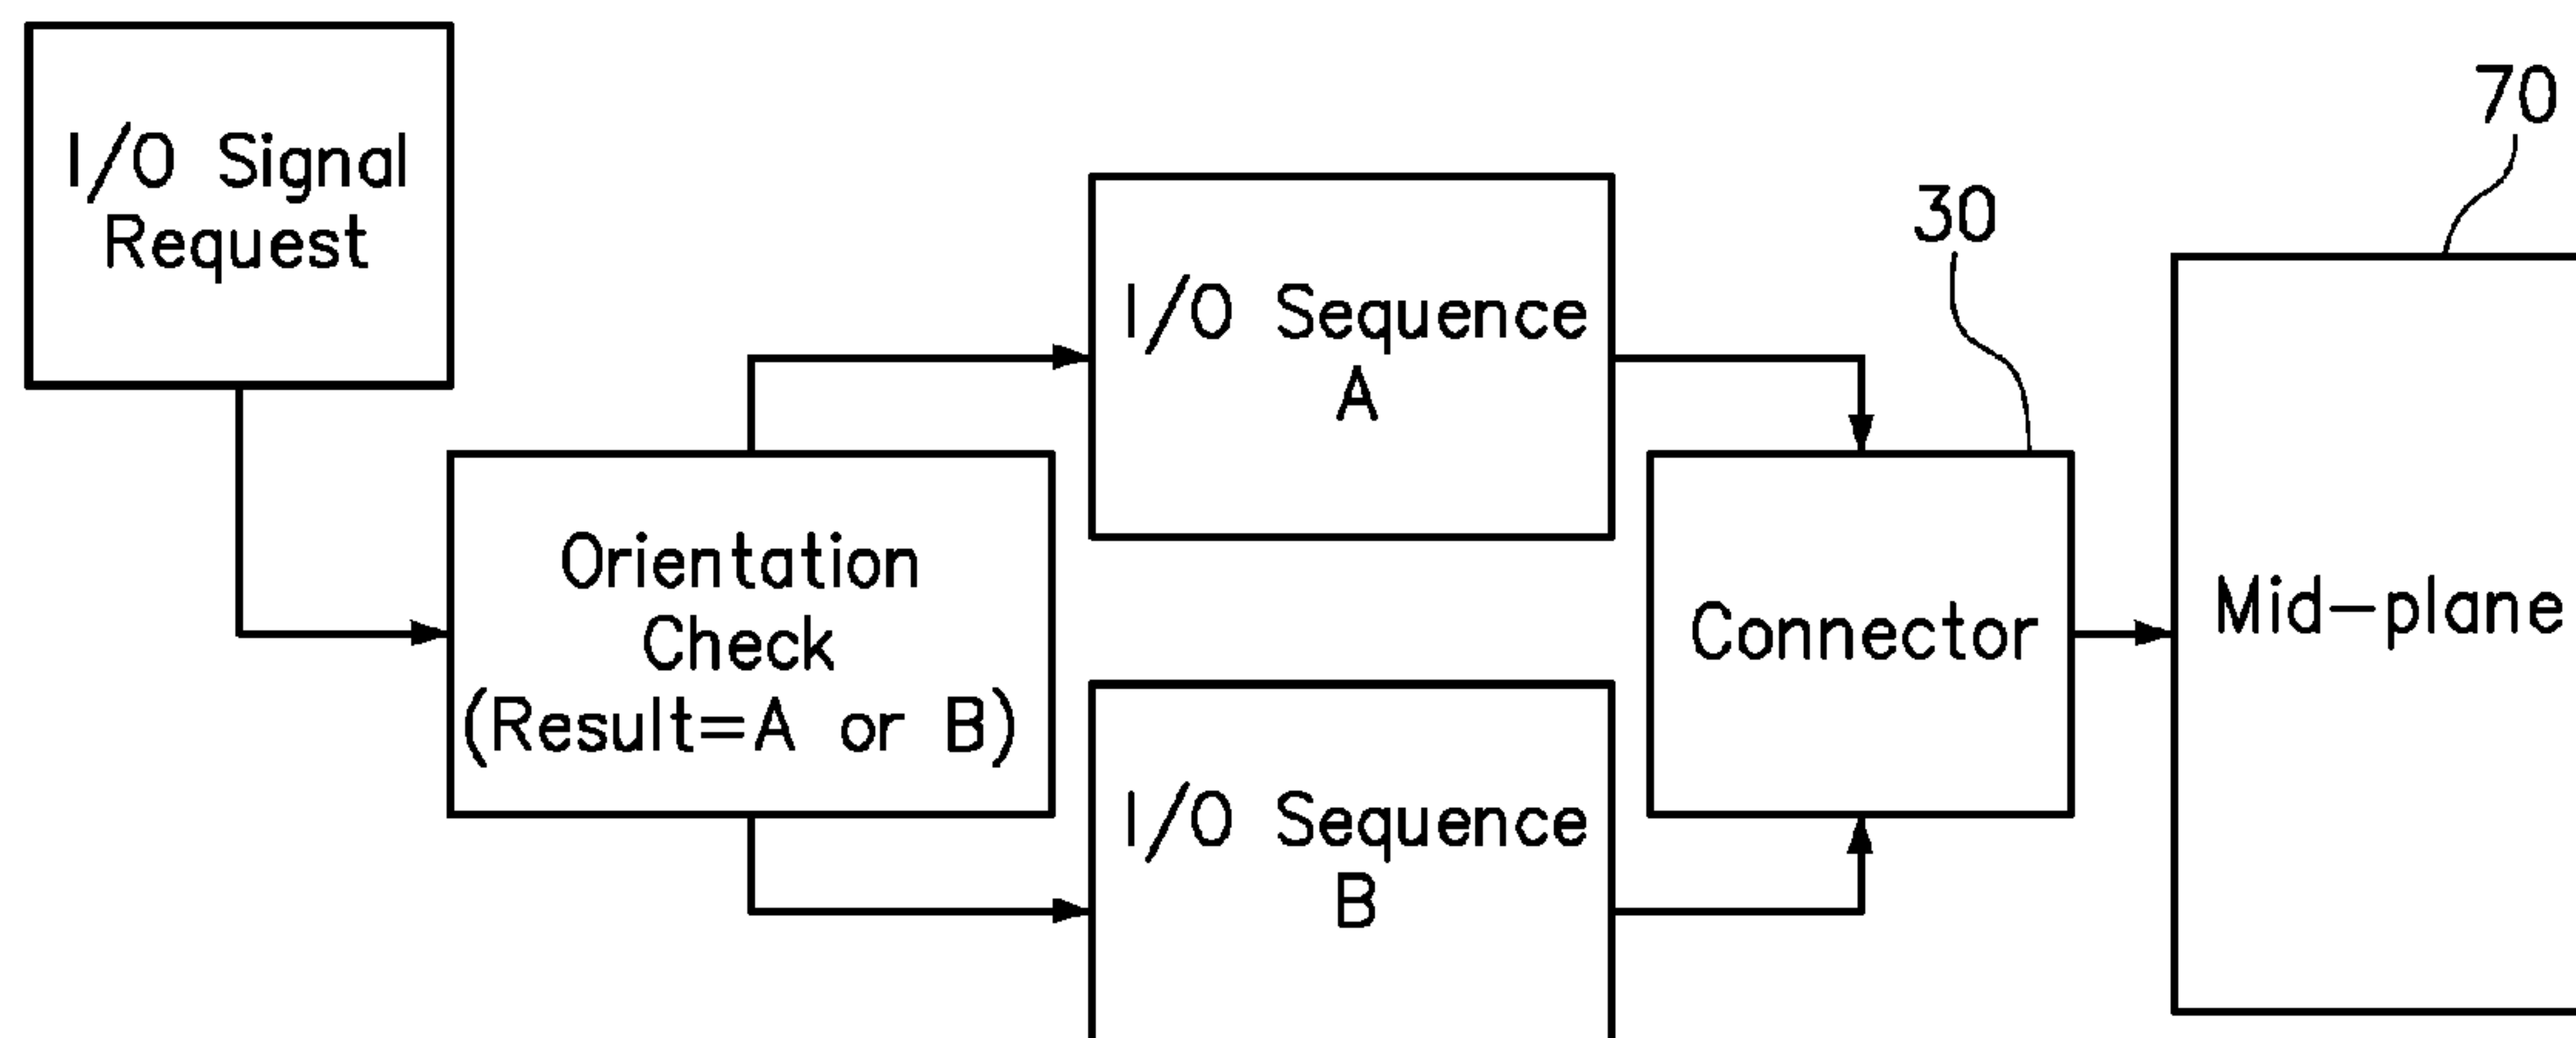 I/O Signal
Request
Orientation
Check
(Result=A or B)
I/O Sequence
A
I/O Sequence
B
30
Connector
70
Mid-plane